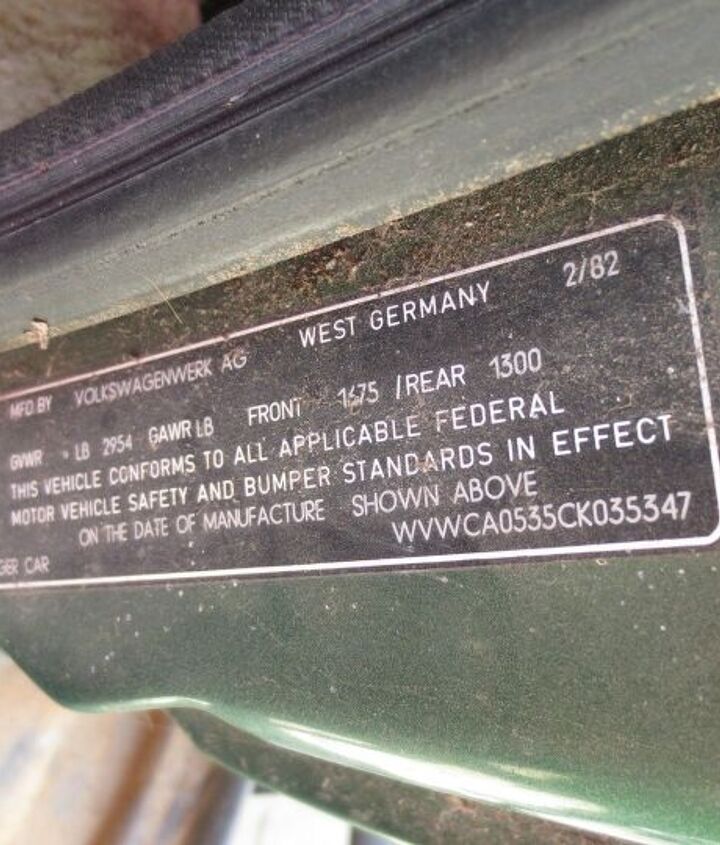 MFD BY VOLKSWAGENWERK AG WEST GERMANY 2/82
GVWR LB 2954 GAWR LB FRONT 1675 /REAR 1300
THIS VEHICLE CONFORMS TO ALL APPLICABLE FEDERAL
MOTOR VEHICLE SAFETY AND BUMPER STANDARDS IN EFFECT
ON THE DATE OF MANUFACTURE SHOWN ABOVE
GER CAR WVWCA0535CK035347